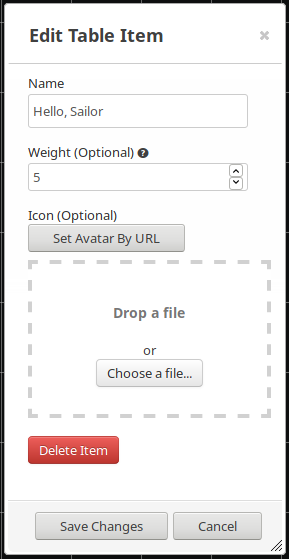 Edit Table Item
Name
Hello, Sailor
Weight (Optional) ?
5
Icon (Optional)
Set Avatar By URL
Drop a file
or
Choose a file...
Delete Item
Save Changes Cancel